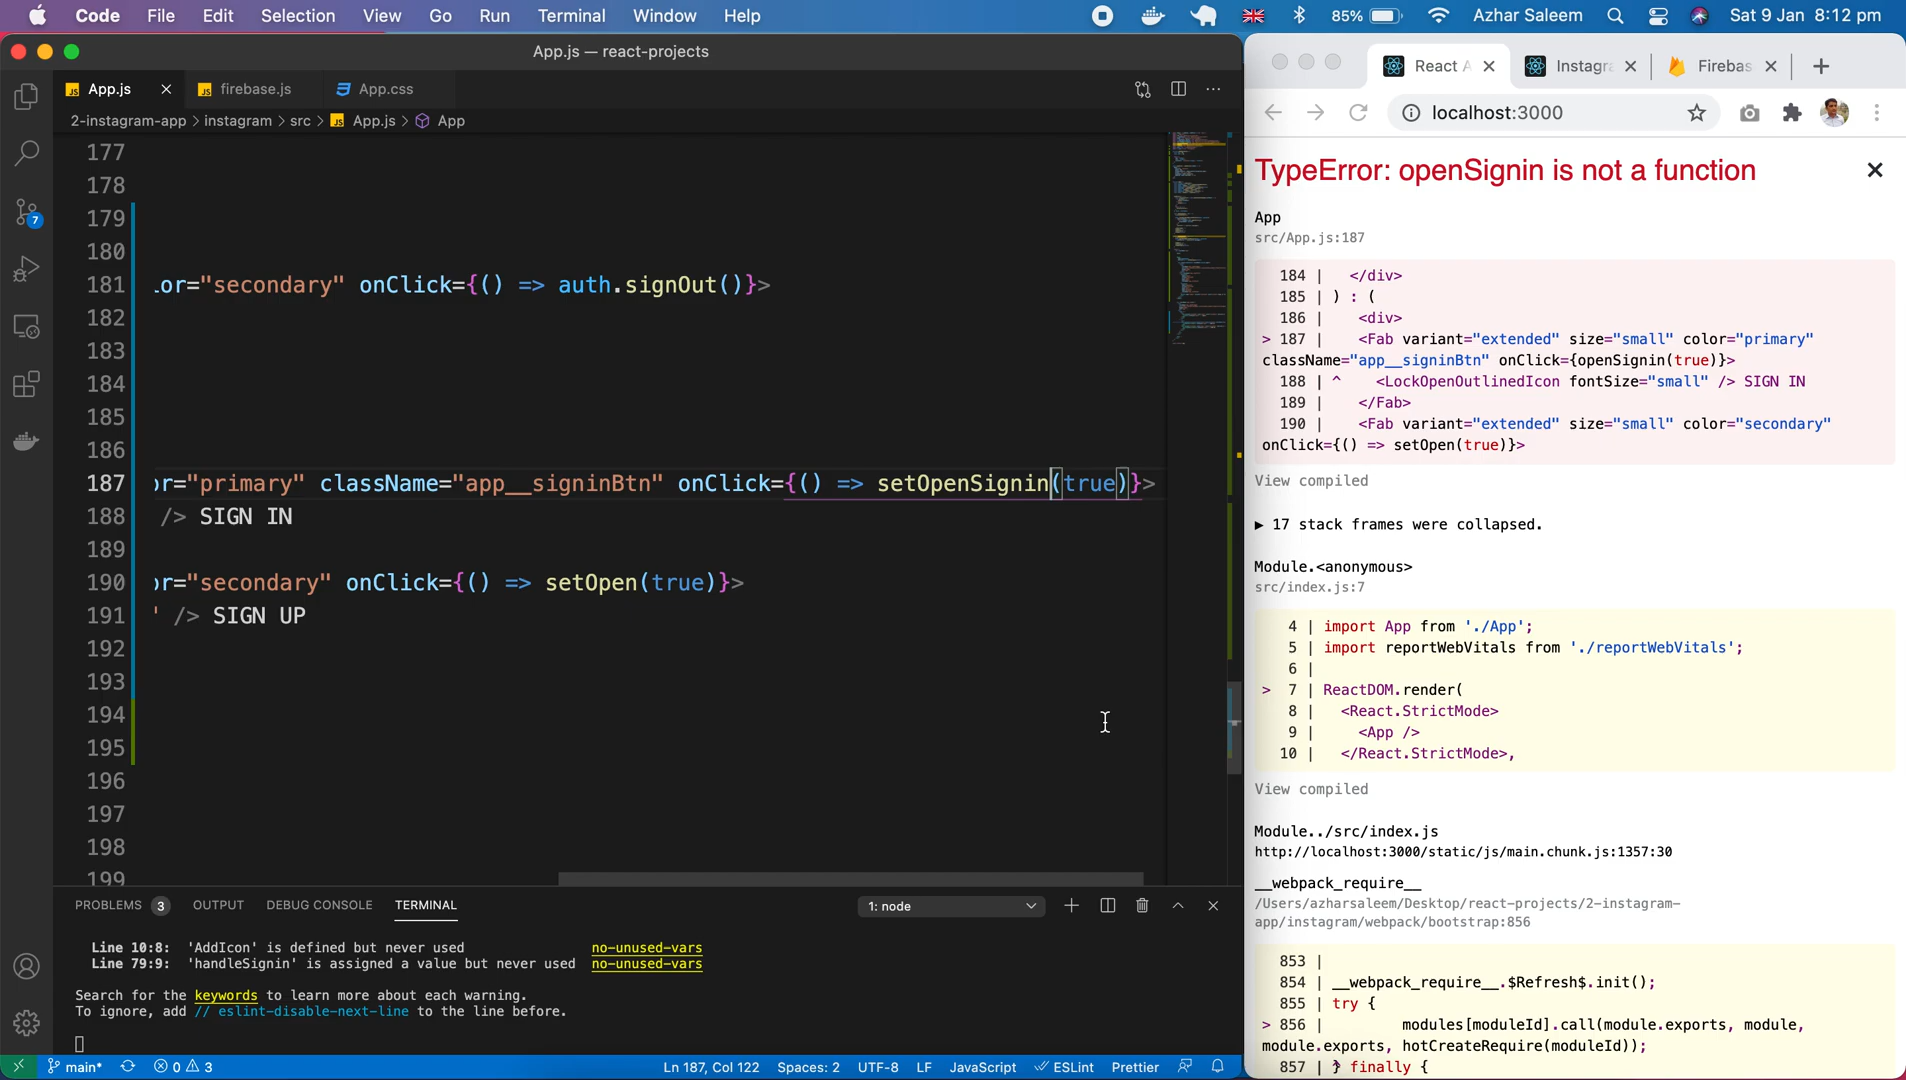 Code File Edit Selection View Go Run Terminal Window Help 85% Azhar Saleem Sat 9 Jan 8:12 pm
App.js — react-projects
App.js firebase.js App.css
2-instagram-app > instagram > src > App.js > App
177
178
179
180
181 .or="secondary" onClick={() => auth.signOut()}>
182
183
184
185
186
187 r="primary" className="app__signinBtn" onClick={() => setOpenSignin(true)}>
188 /> SIGN IN
189
190 r="secondary" onClick={() => setOpen(true)}>
191 " /> SIGN UP
192
193
194
195
196
197
198
199
PROBLEMS 3 OUTPUT DEBUG CONSOLE TERMINAL 1: node
Line 10:8: 'AddIcon' is defined but never used no-unused-vars
Line 79:9: 'handleSignin' is assigned a value but never used no-unused-vars
Search for the keywords to learn more about each warning.
To ignore, add // eslint-disable-next-line to the line before.
main* 0 3 Ln 187, Col 122 Spaces: 2 UTF-8 LF JavaScript ESLint Prettier
React A Instagra Firebas
localhost:3000
TypeError: openSignin is not a function
App
src/App.js:187
184 | </div>
185 | ) : (
186 | <div>
> 187 | <Fab variant="extended" size="small" color="primary"
className="app__signinBtn" onClick={openSignin(true)}>
188 | ^ <LockOpenOutlinedIcon fontSize="small" /> SIGN IN
189 | </Fab>
190 | <Fab variant="extended" size="small" color="secondary"
onClick={() => setOpen(true)}>
View compiled
▶ 17 stack frames were collapsed.
Module.<anonymous>
src/index.js:7
4 | import App from './App';
5 | import reportWebVitals from './reportWebVitals';
6 |
> 7 | ReactDOM.render(
8 | <React.StrictMode>
9 | <App />
10 | </React.StrictMode>,
View compiled
Module../src/index.js
http://localhost:3000/static/js/main.chunk.js:1357:30
__webpack_require__
/Users/azharsaleem/Desktop/react-projects/2-instagram-
app/instagram/webpack/bootstrap:856
853 |
854 | __webpack_require__.$Refresh$.init();
855 | try {
> 856 | modules[moduleId].call(module.exports, module,
module.exports, hotCreateRequire(moduleId));
857 | } finally {